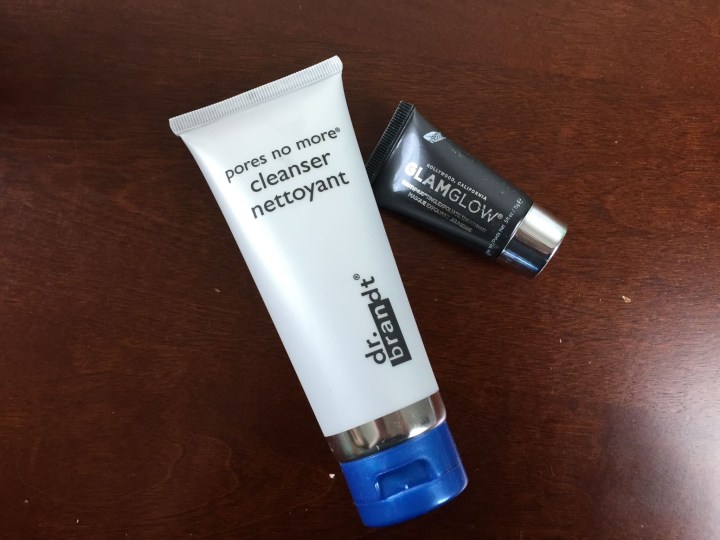 pores no more®
cleanser
nettoyant
dr.
brandt®
HOLLYWOOD, CALIFORNIA
GLAMGLOW®